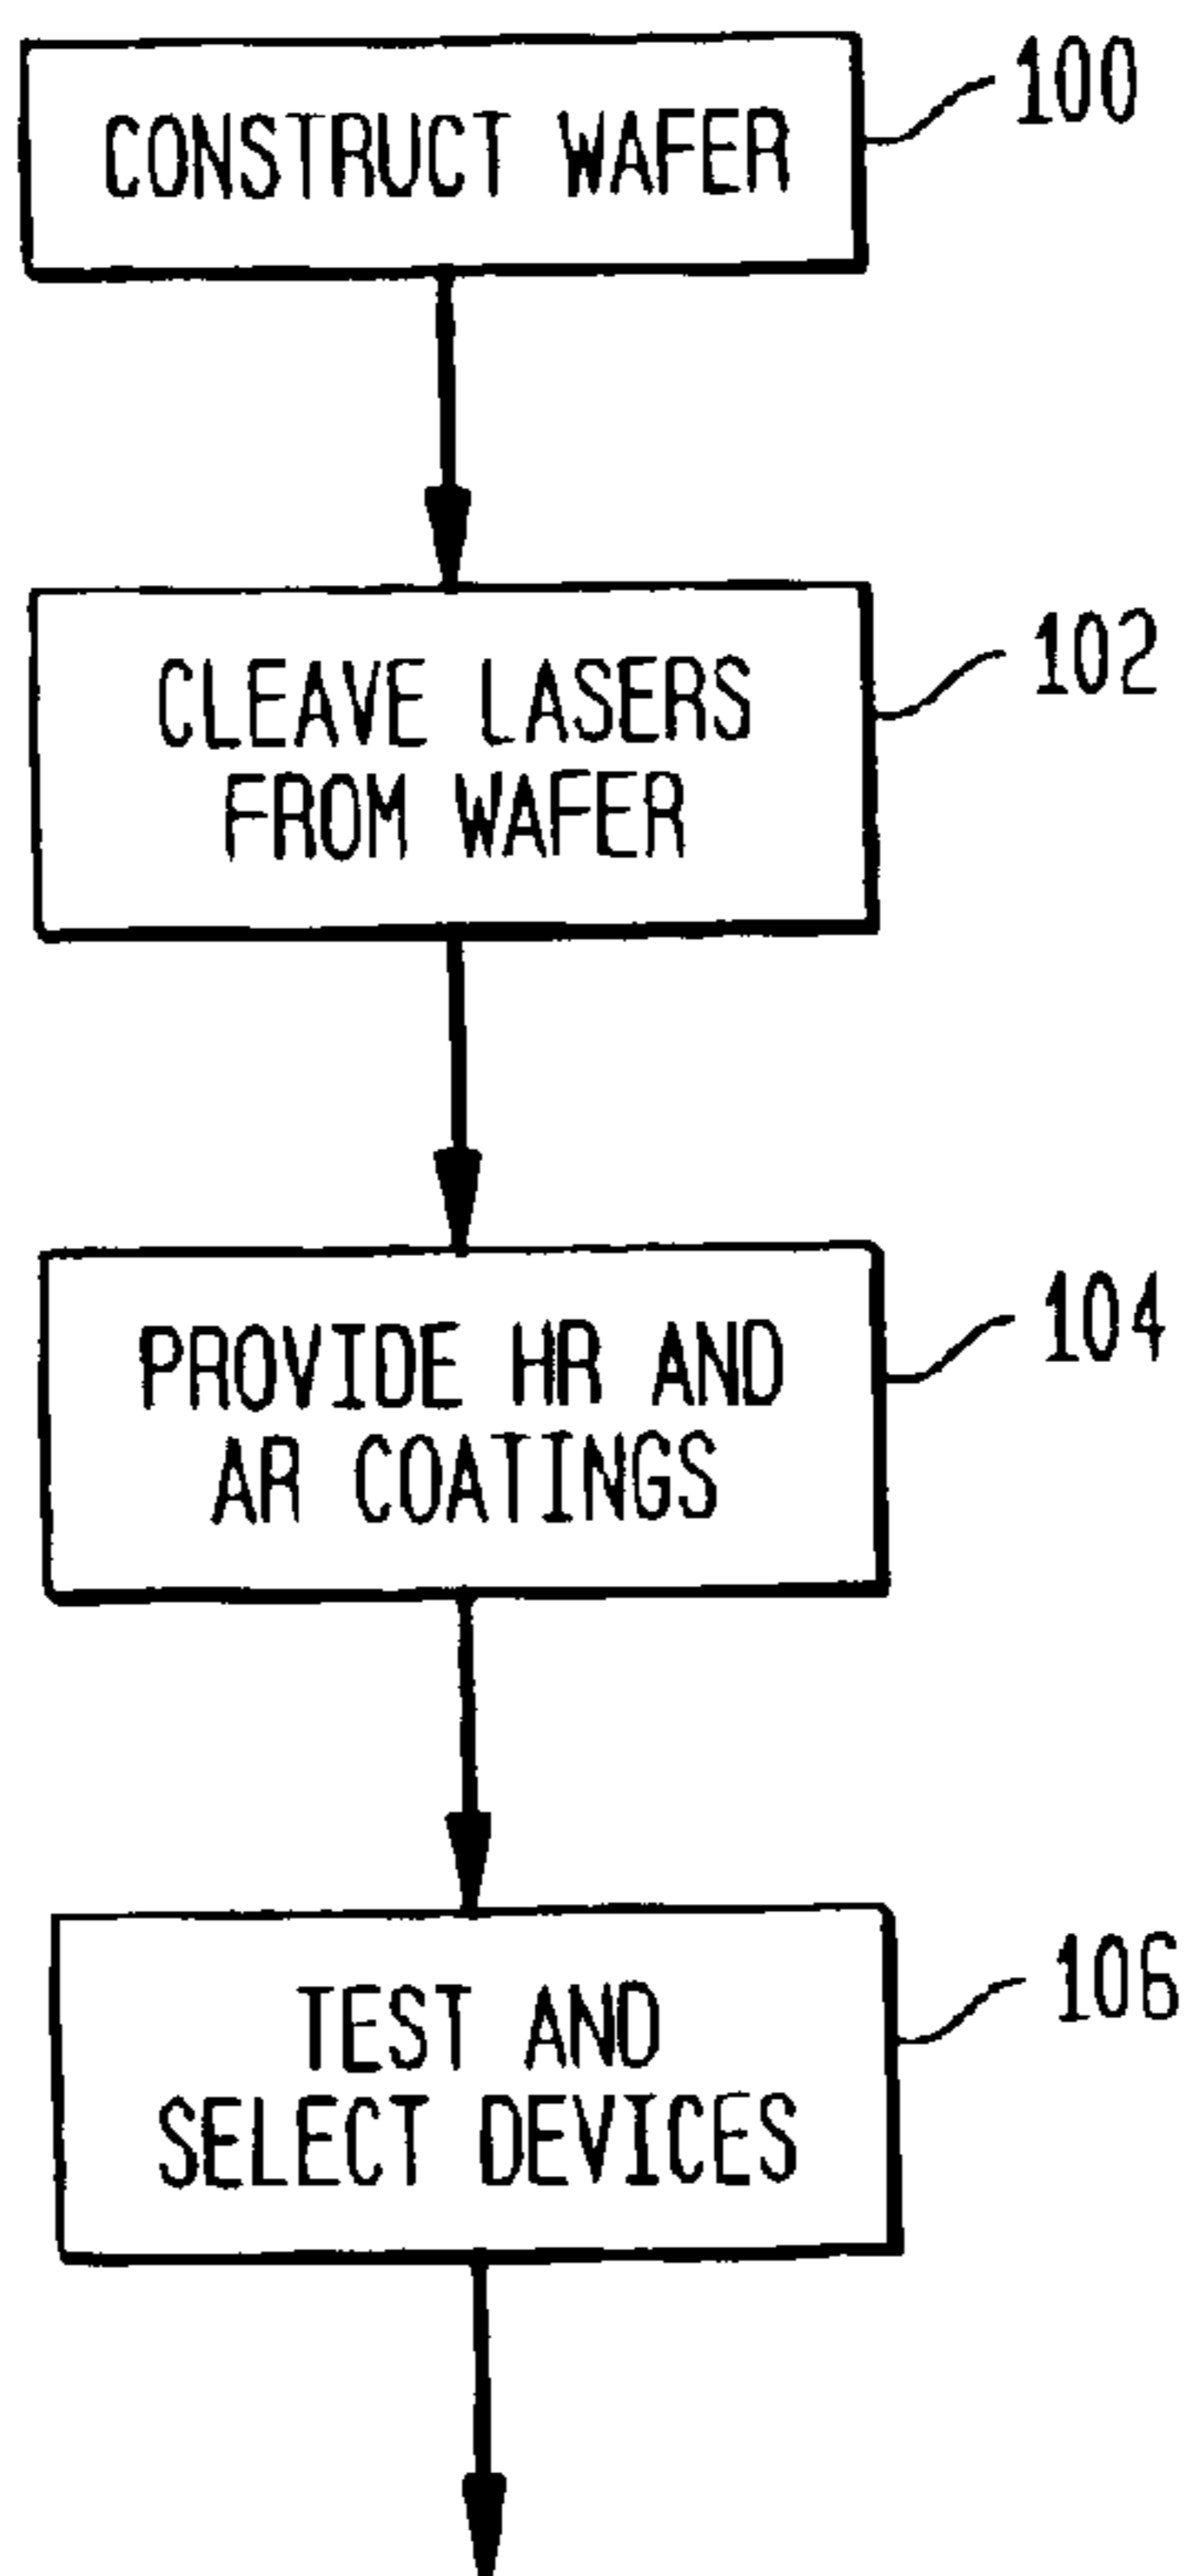 CONSTRUCT WAFER
100
CLEAVE LASERS
FROM WAFER
102
PROVIDE HR AND
AR COATINGS
104
TEST AND
SELECT DEVICES
106